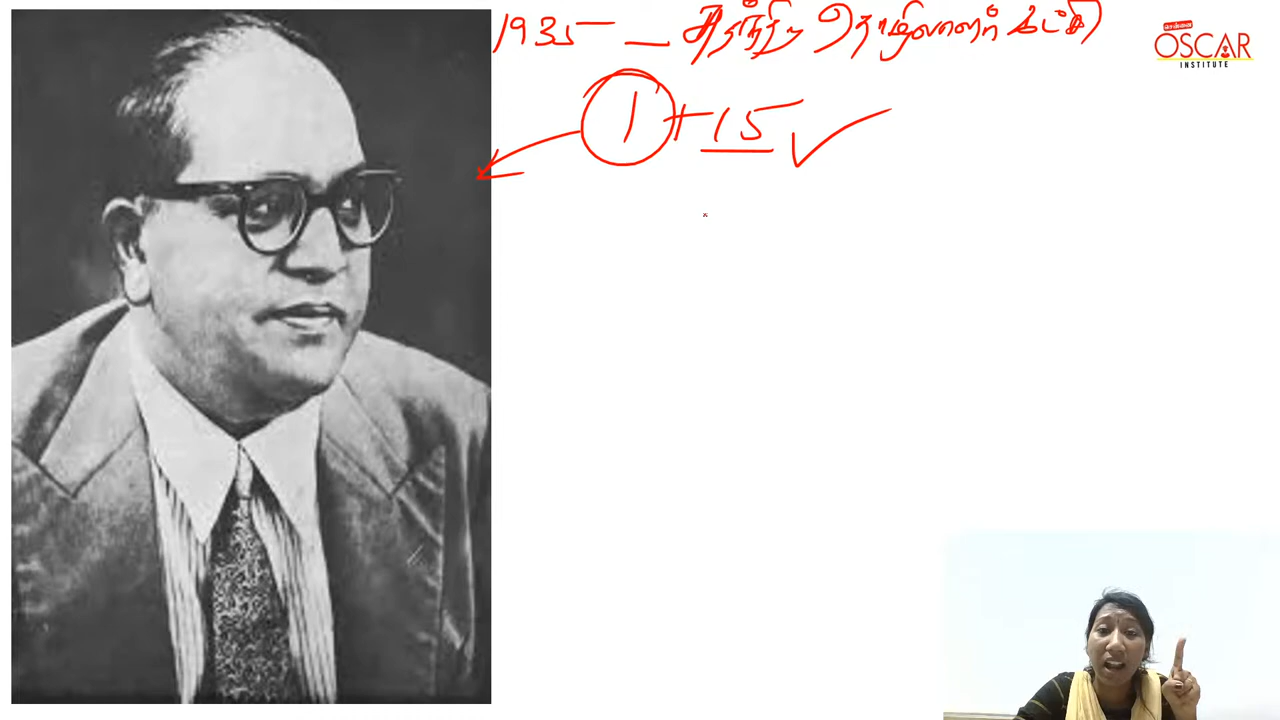 1935 — சுதந்திர தொழிலாளர் கட்சி
சென்னை
OSCAR
INSTITUTE
1 + 15 ✓